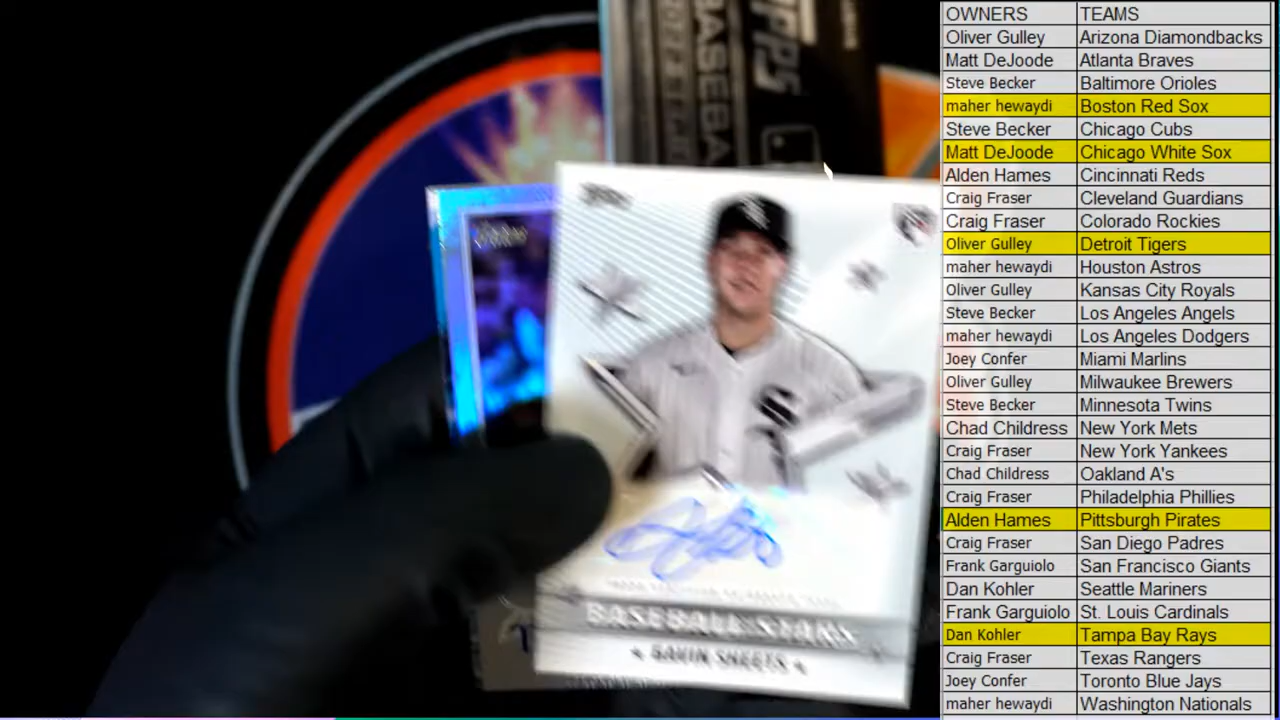 OWNERS TEAMS
Oliver Gulley Arizona Diamondbacks
Matt DeJoode Atlanta Braves
Steve Becker Baltimore Orioles
maher hewaydi Boston Red Sox
Steve Becker Chicago Cubs
Matt DeJoode Chicago White Sox
Alden Hames Cincinnati Reds
Craig Fraser Cleveland Guardians
Craig Fraser Colorado Rockies
Oliver Gulley Detroit Tigers
maher hewaydi Houston Astros
Oliver Gulley Kansas City Royals
Steve Becker Los Angeles Angels
maher hewaydi Los Angeles Dodgers
Joey Confer Miami Marlins
Oliver Gulley Milwaukee Brewers
Steve Becker Minnesota Twins
Chad Childress New York Mets
Craig Fraser New York Yankees
Chad Childress Oakland A's
Craig Fraser Philadelphia Phillies
Alden Hames Pittsburgh Pirates
Craig Fraser San Diego Padres
Frank Garguiolo San Francisco Giants
Dan Kohler Seattle Mariners
Frank Garguiolo St. Louis Cardinals
Dan Kohler Tampa Bay Rays
Craig Fraser Texas Rangers
Joey Confer Toronto Blue Jays
maher hewaydi Washington Nationals
BASEBALL STARS
GAVIN SHEETS